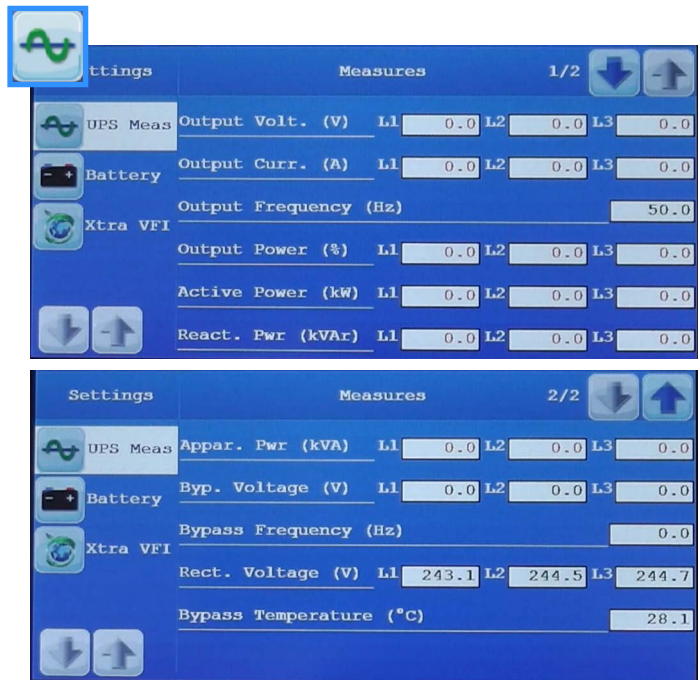 ttings Measures 1/2
UPS Meas Output Volt. (V) L1 0.0 L2 0.0 L3 0.0
Battery Output Curr. (A) L1 0.0 L2 0.0 L3 0.0
Xtra VFI Output Frequency (Hz) 50.0
Output Power (%) L1 0.0 L2 0.0 L3 0.0
Active Power (kW) L1 0.0 L2 0.0 L3 0.0
React. Pwr (kVAr) L1 0.0 L2 0.0 L3 0.0
Settings Measures 2/2
UPS Meas Appar. Pwr (kVA) L1 0.0 L2 0.0 L3 0.0
Battery Byp. Voltage (V) L1 0.0 L2 0.0 L3 0.0
Xtra VFI Bypass Frequency (Hz) 0.0
Rect. Voltage (V) L1 243.1 L2 244.5 L3 244.7
Bypass Temperature (°C) 28.1